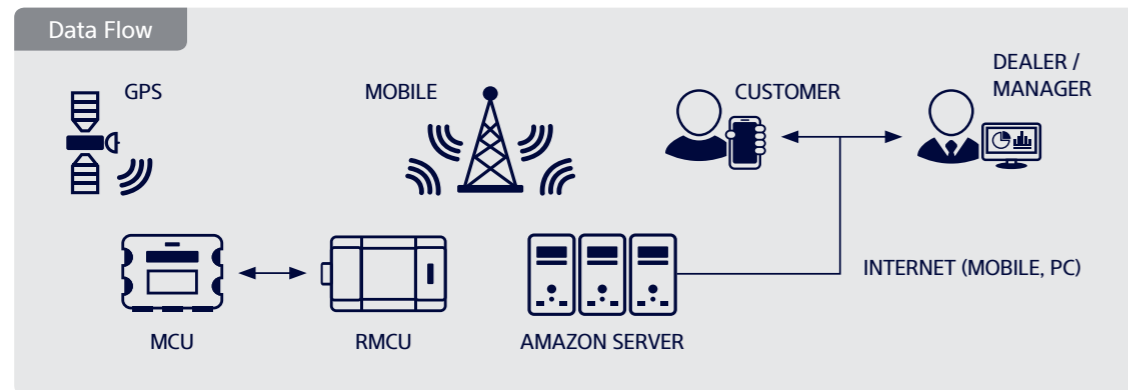 Data Flow
GPS
MOBILE
CUSTOMER
DEALER /
MANAGER
MCU
RMCU
AMAZON SERVER
INTERNET (MOBILE, PC)